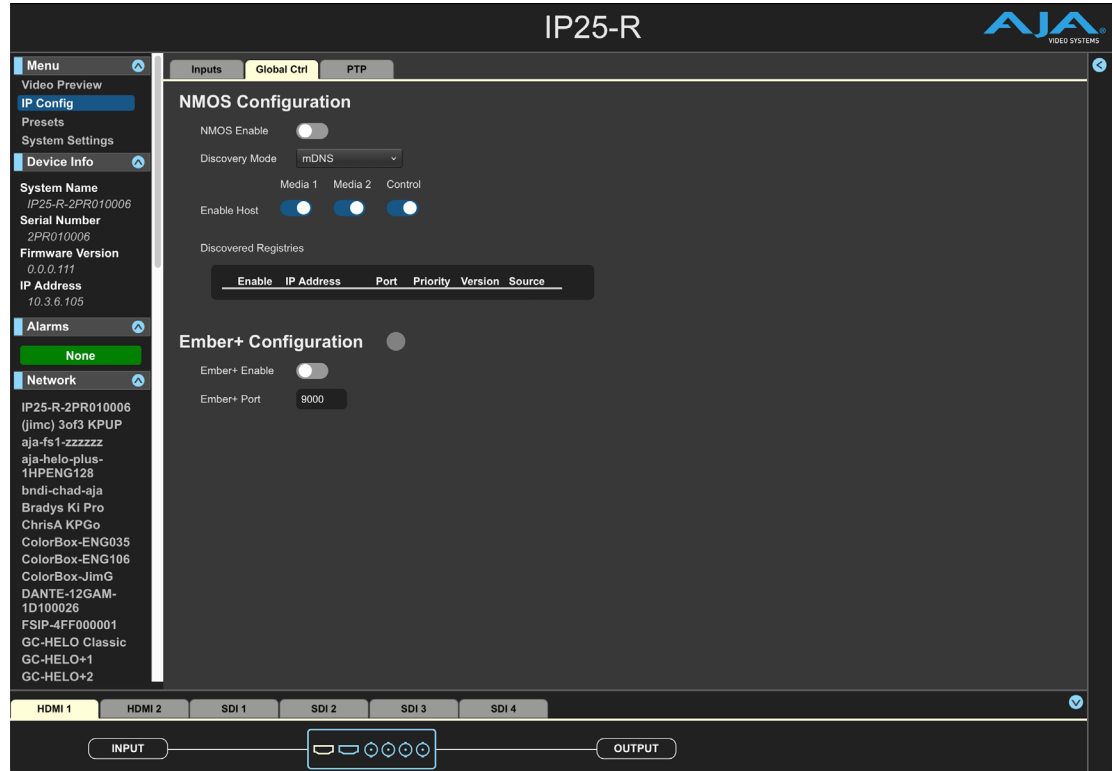 IP25-R
AJA
VIDEO SYSTEMS
Menu
Video Preview
IP Config
Presets
System Settings
Device Info
System Name
IP25-R-2PR010006
Serial Number
2PR010006
Firmware Version
0.0.0.111
IP Address
10.3.6.105
Alarms
None
Network
IP25-R-2PR010006
(jimc) 3of3 KPUP
aja-fs1-zzzzzz
aja-helo-plus-
1HPENG128
bndi-chad-aja
Bradys Ki Pro
ChrisA KPGo
ColorBox-ENG035
ColorBox-ENG106
ColorBox-JimG
DANTE-12GAM-
1D100026
FSIP-4FF000001
GC-HELO Classic
GC-HELO+1
GC-HELO+2
Inputs Global Ctrl PTP
NMOS Configuration
NMOS Enable
Discovery Mode mDNS
Media 1 Media 2 Control
Enable Host
Discovered Registries
Enable IP Address Port Priority Version Source
Ember+ Configuration
Ember+ Enable
Ember+ Port 9000
HDMI 1 HDMI 2 SDI 1 SDI 2 SDI 3 SDI 4
INPUT OUTPUT